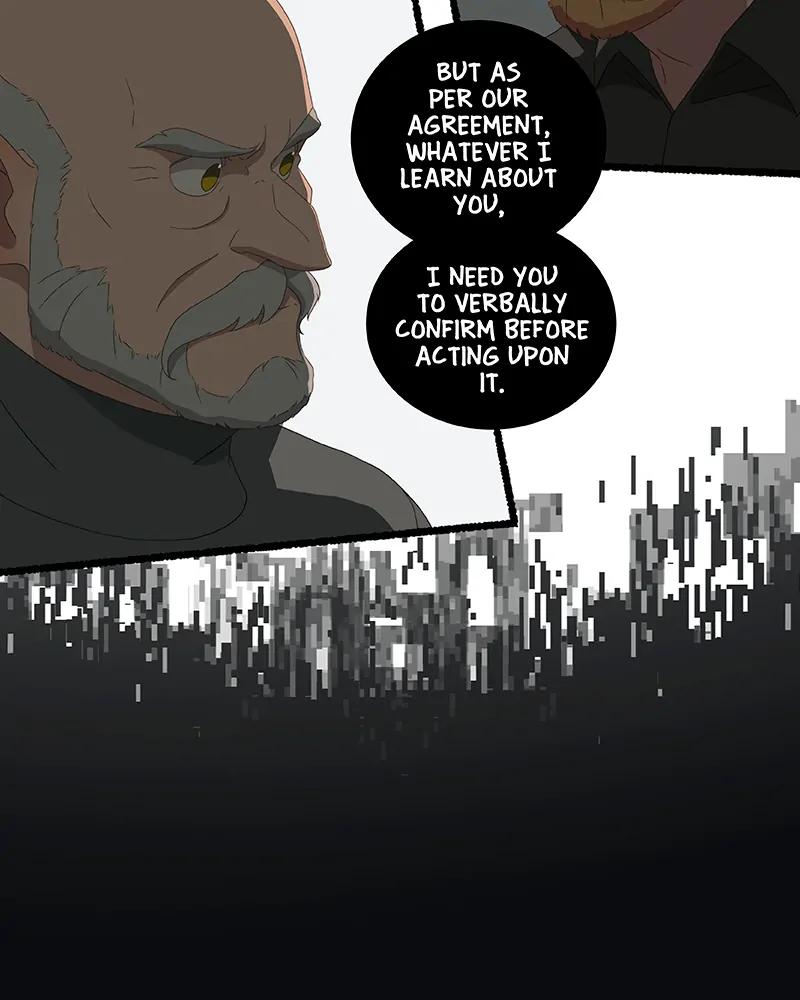 BUT AS
PER OUR
AGREEMENT,
WHATEVER I
LEARN ABOUT
YOU,
I NEED YOU
TO VERBALLY
CONFIRM BEFORE
ACTING UPON
IT.